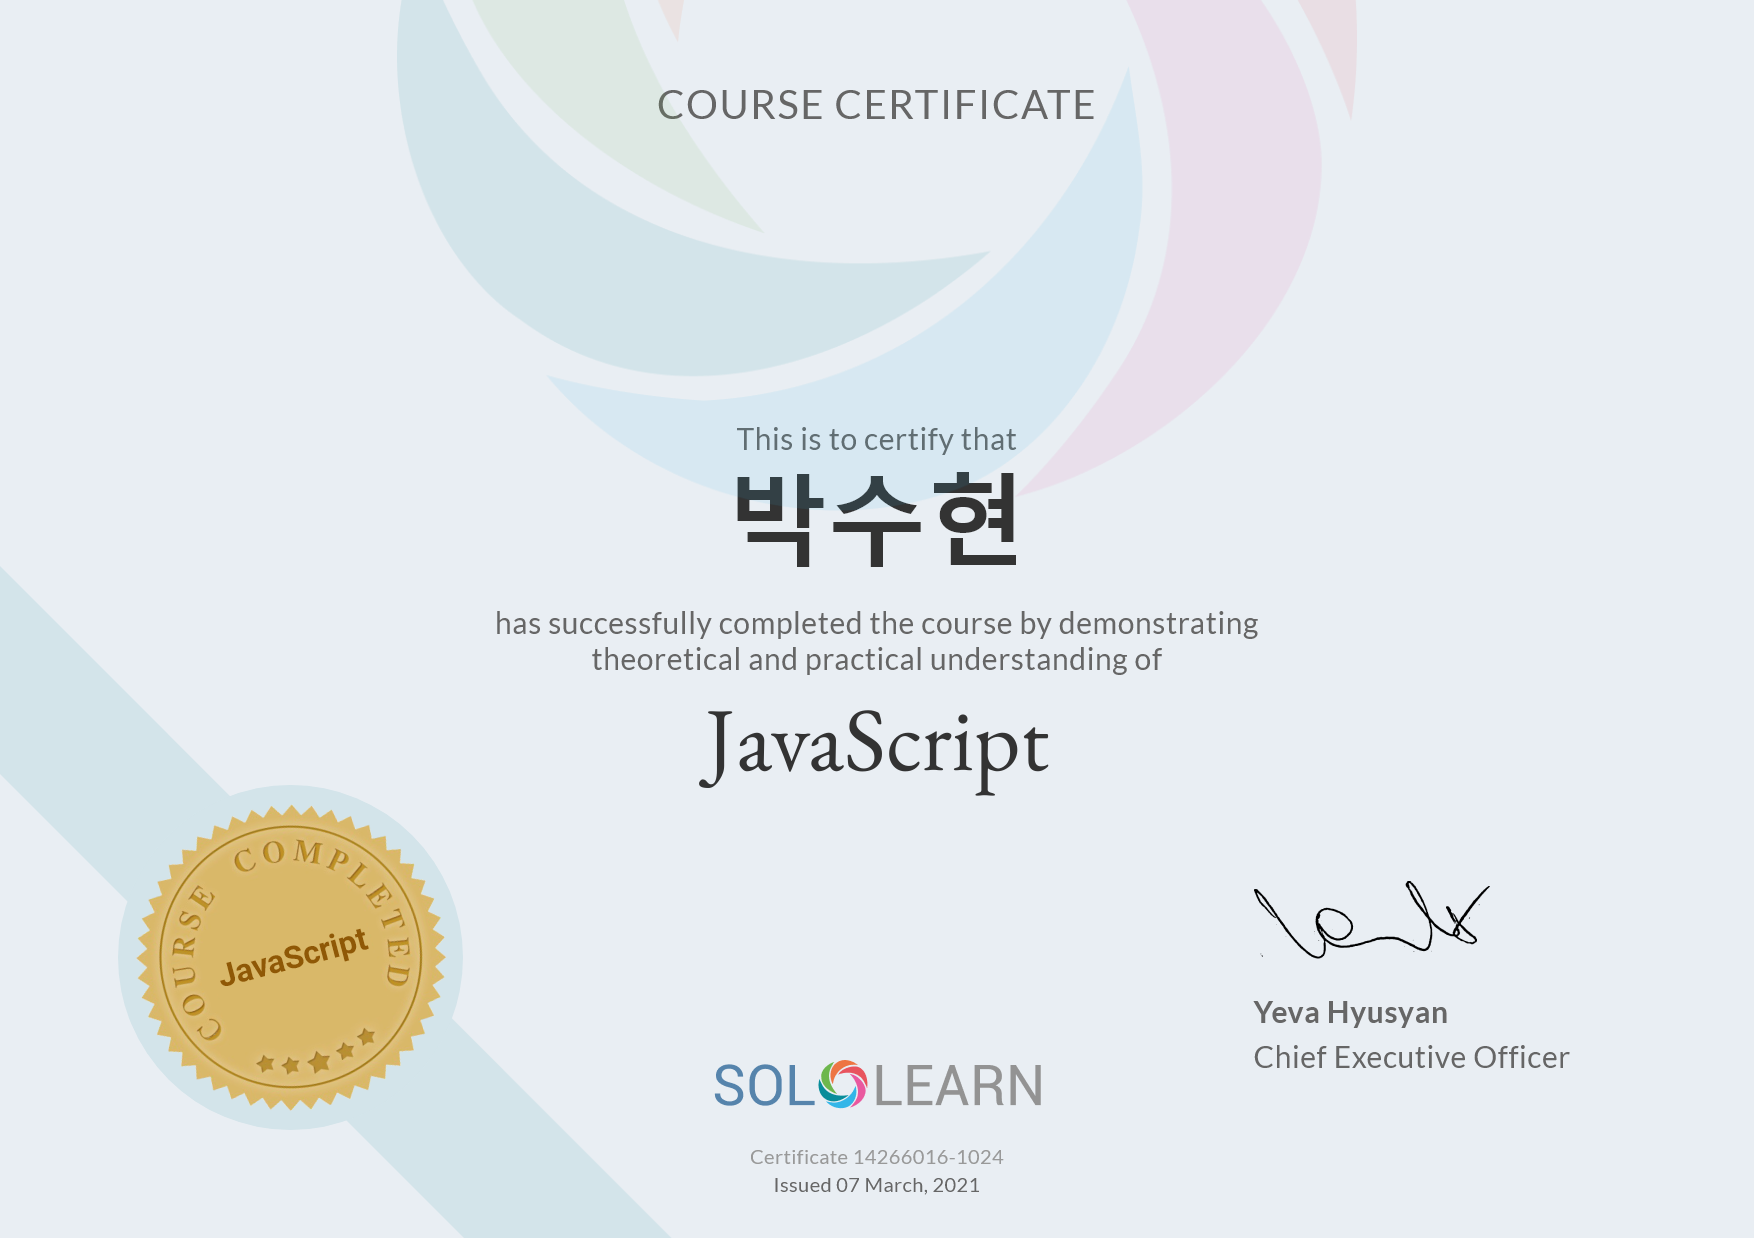 COURSE CERTIFICATE
This is to certify that
박수현
has successfully completed the course by demonstrating
theoretical and practical understanding of
JavaScript
COURSE COMPLETED
JavaScript
Yeva Hyusyan
Chief Executive Officer
SOLOLEARN
Certificate 14266016-1024
Issued 07 March, 2021